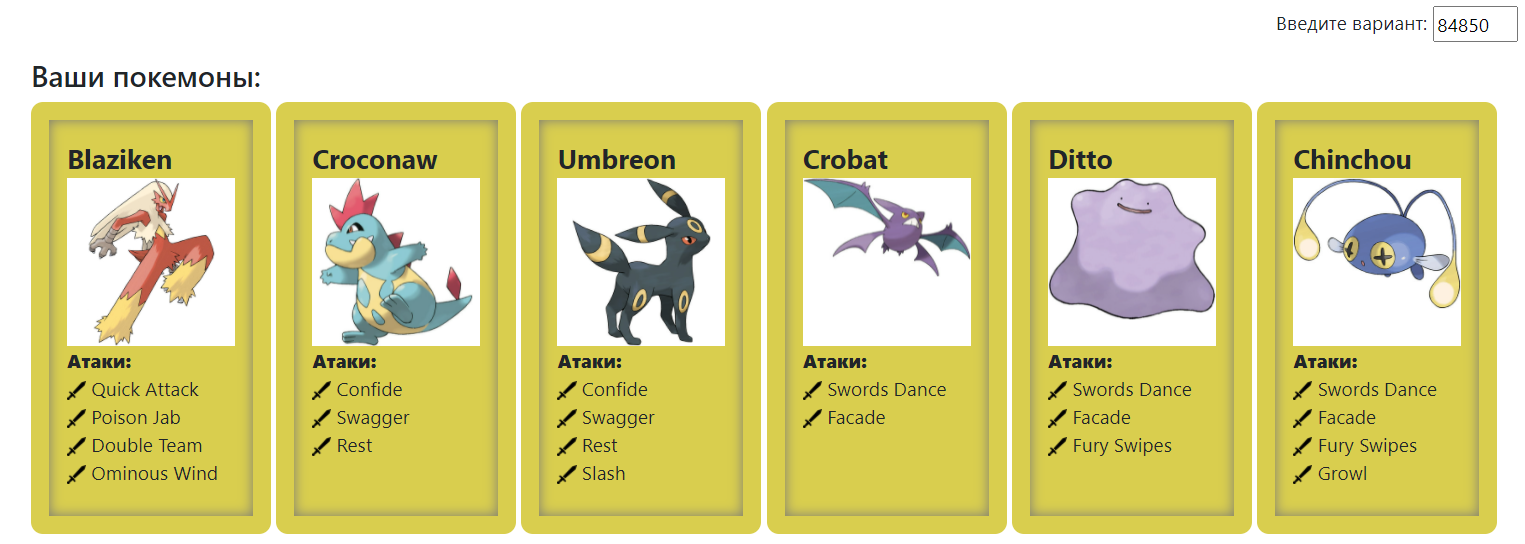 Введите вариант: 84850
Ваши покемоны:
Blaziken
Атаки:
Quick Attack
Poison Jab
Double Team
Ominous Wind
Croconaw
Атаки:
Confide
Swagger
Rest
Umbreon
Атаки:
Confide
Swagger
Rest
Slash
Crobat
Атаки:
Swords Dance
Facade
Ditto
Атаки:
Swords Dance
Facade
Fury Swipes
Chinchou
Атаки:
Swords Dance
Facade
Fury Swipes
Growl